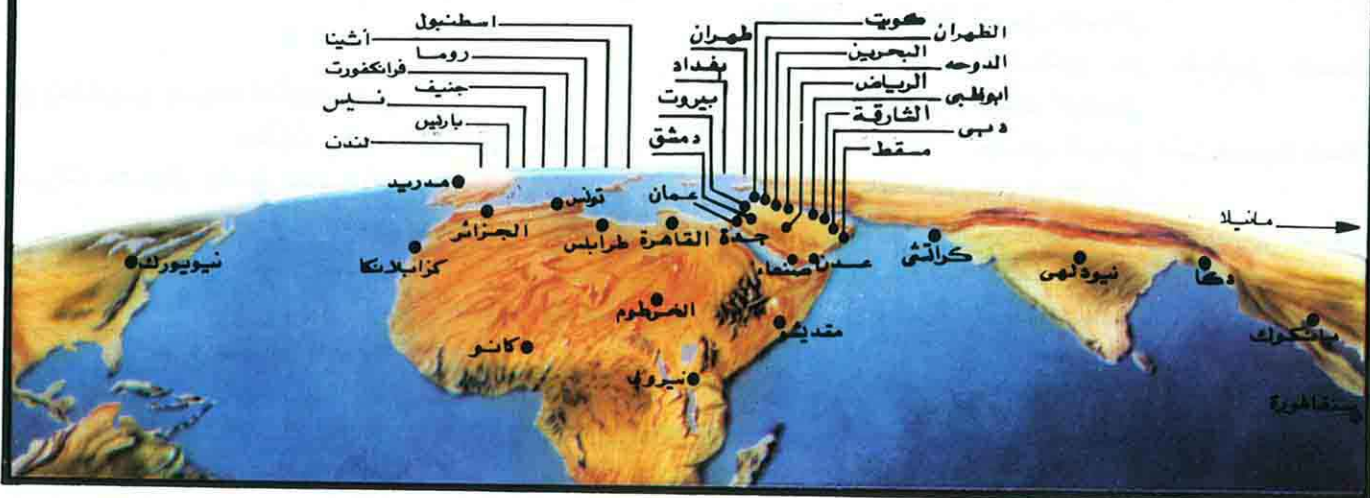 كويت
الظهران
طهران
البحرين
بغداد
الدوحه
الرياض
بيروت
ابوظبي
الشارقة
دمشق
دبي
مسقط
اسطنبول
أثينا
روما
فرانكفورت
جنيف
نيس
باريس
لندن
مانيلا
عمان
مدريد
تونس
الجزائر
طرابلس
القاهرة
جدة
كراتشي
نيودلهي
دكا
عدن
صنعاء
كزابلانكا
نيويورك
الخرطوم
مقديشو
بانكوك
كانو
نيروبي
سنغافورة